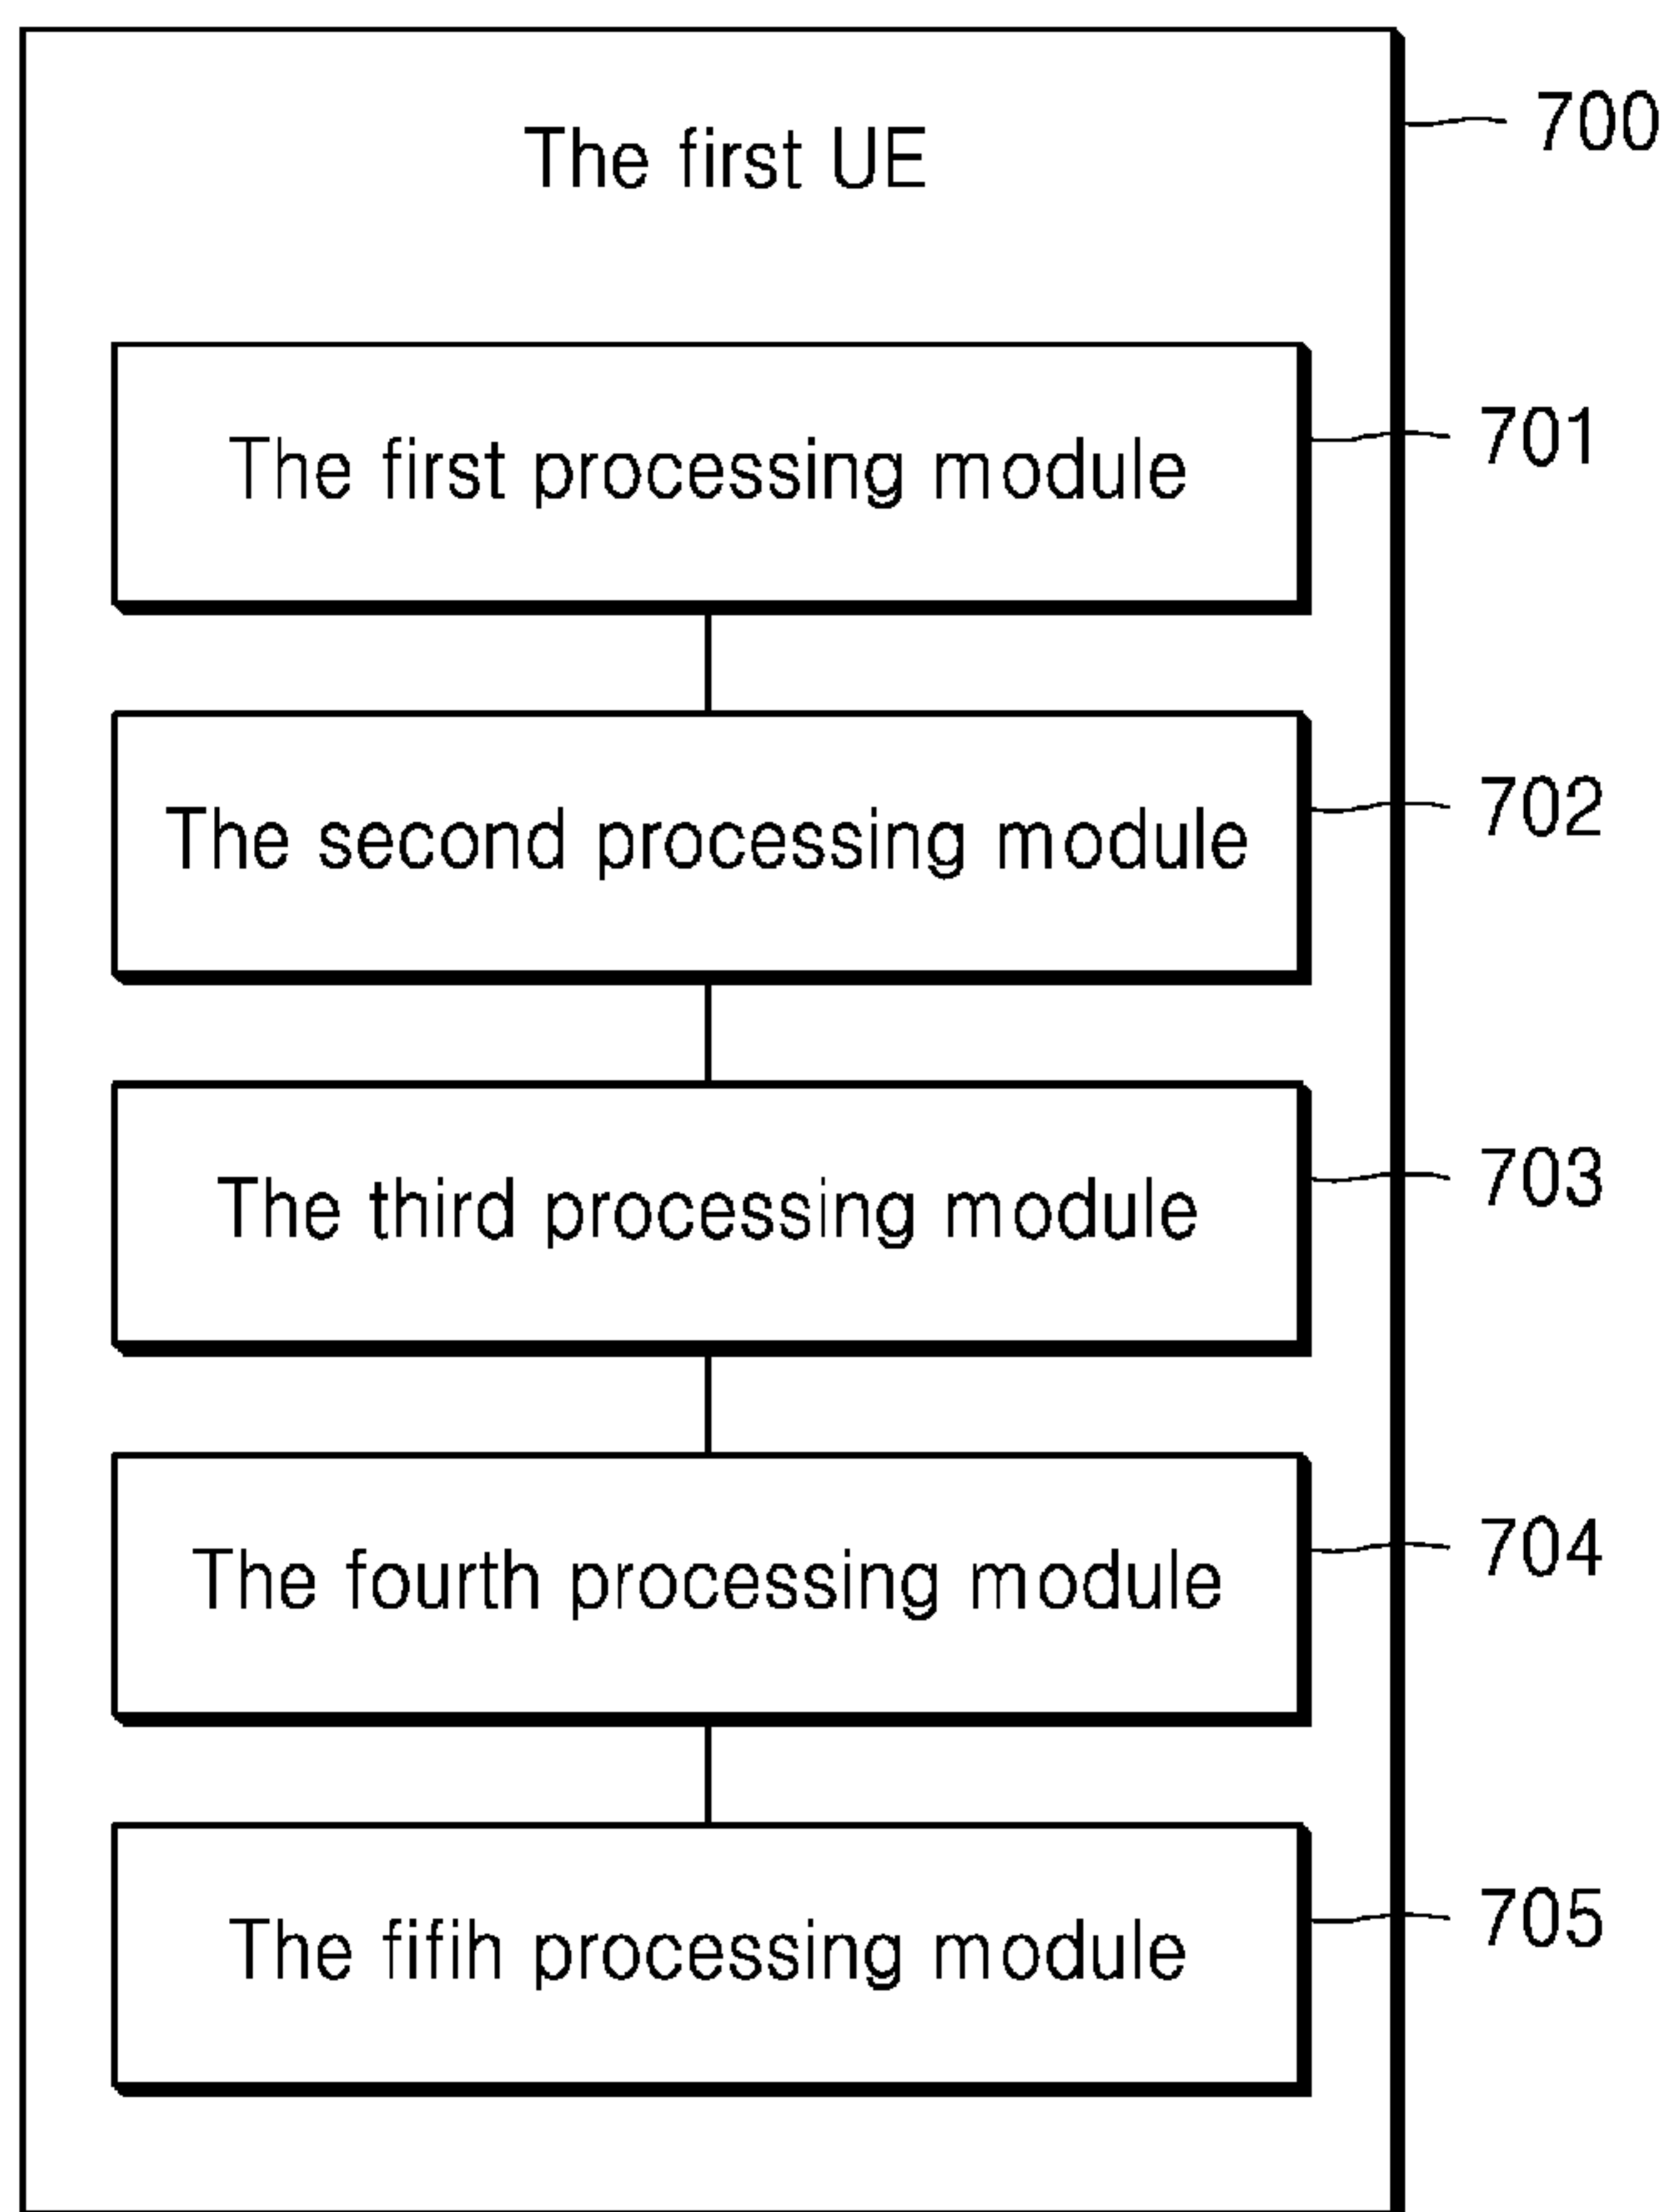 The first UE
700
The first processing module
701
The second processing module
702
The third processing module
703
The fourth processing module
704
The fifih processing module
705